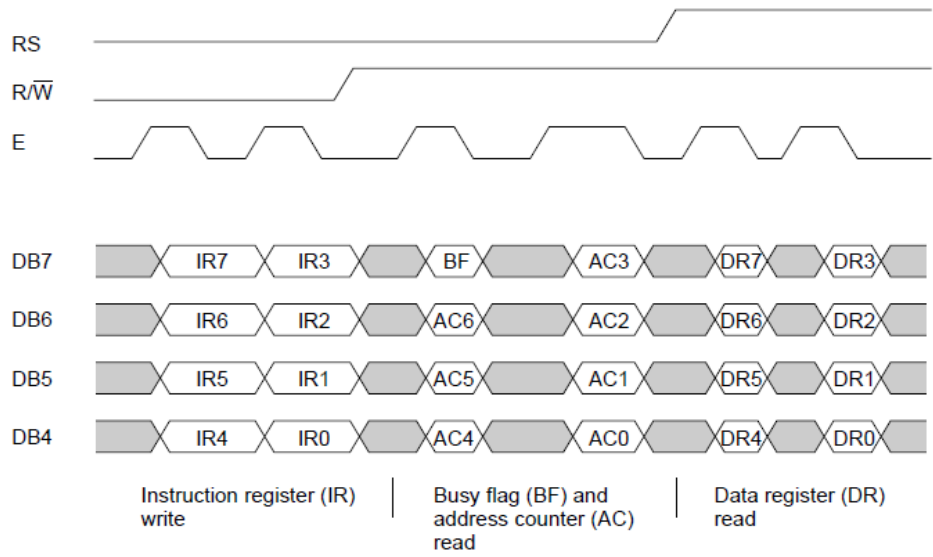 RS
R/W̅
E
DB7 IR7 IR3 BF AC3 DR7 DR3
DB6 IR6 IR2 AC6 AC2 DR6 DR2
DB5 IR5 IR1 AC5 AC1 DR5 DR1
DB4 IR4 IR0 AC4 AC0 DR4 DR0
Instruction register (IR)
write
Busy flag (BF) and
address counter (AC)
read
Data register (DR)
read